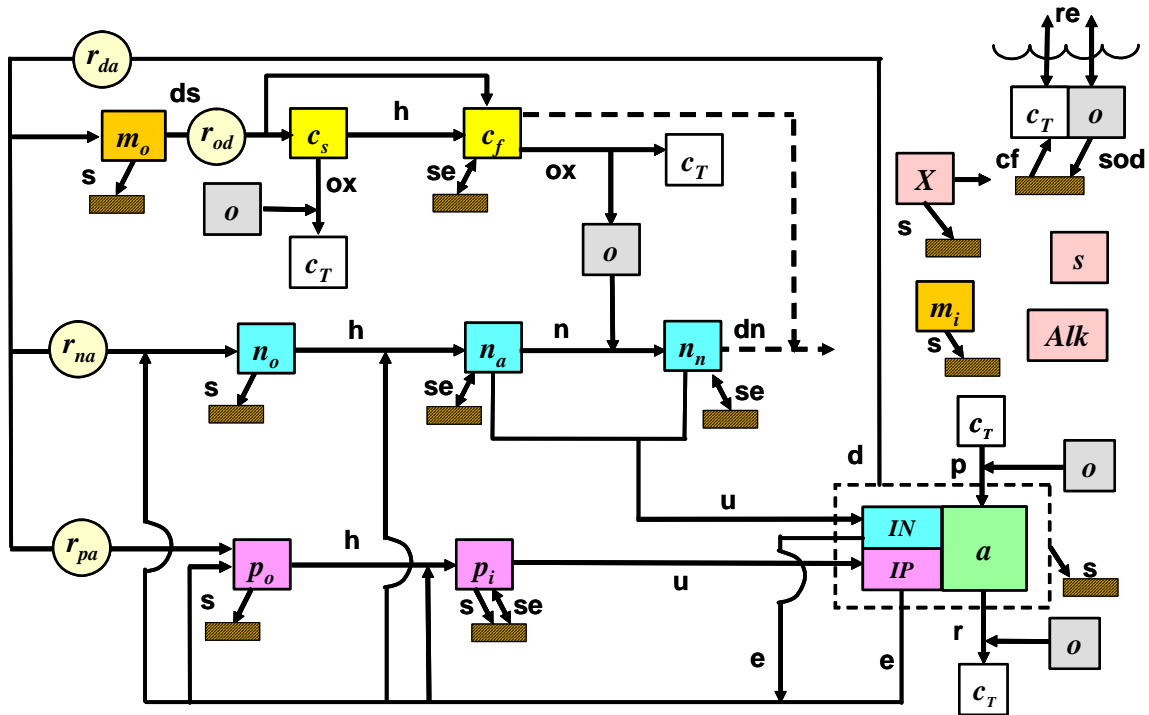 re
r_da
ds
c_T o
m_o r_od c_s h c_f
c_T
cf sod
s ox se ox X
o
s
c_T o s
m_i
Alk
r_na h n dn s
n_o n_a n_n
s se se
c_T
d p o
u
IN
r_pa h a
p_o p_i IP
s s se u s
r o
e e
c_T